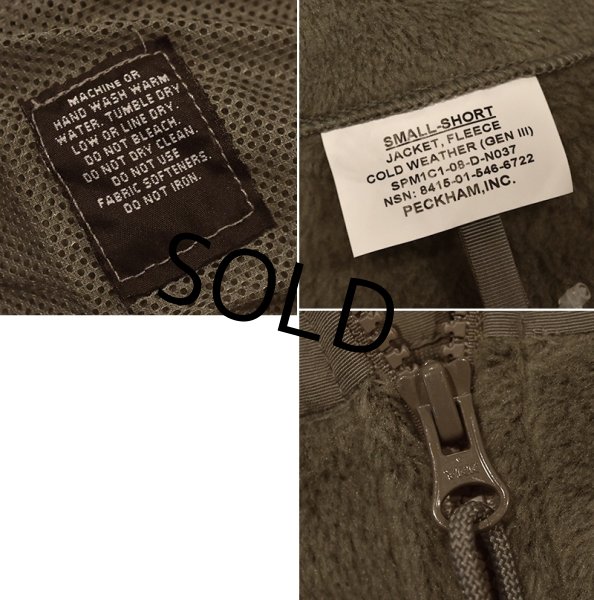 MACHINE OR
HAND WASH WARM
WATER, TUMBLE DRY
LOW OR LINE DRY.
DO NOT BLEACH.
DO NOT DRY CLEAN.
DO NOT USE
FABRIC SOFTENERS.
DO NOT IRON.
SMALL-SHORT
JACKET, FLEECE
COLD WEATHER (GEN III)
SPM1C1-08-D-N037
NSN: 8415-01-546-6722
PECKHAM,INC.
SOLD